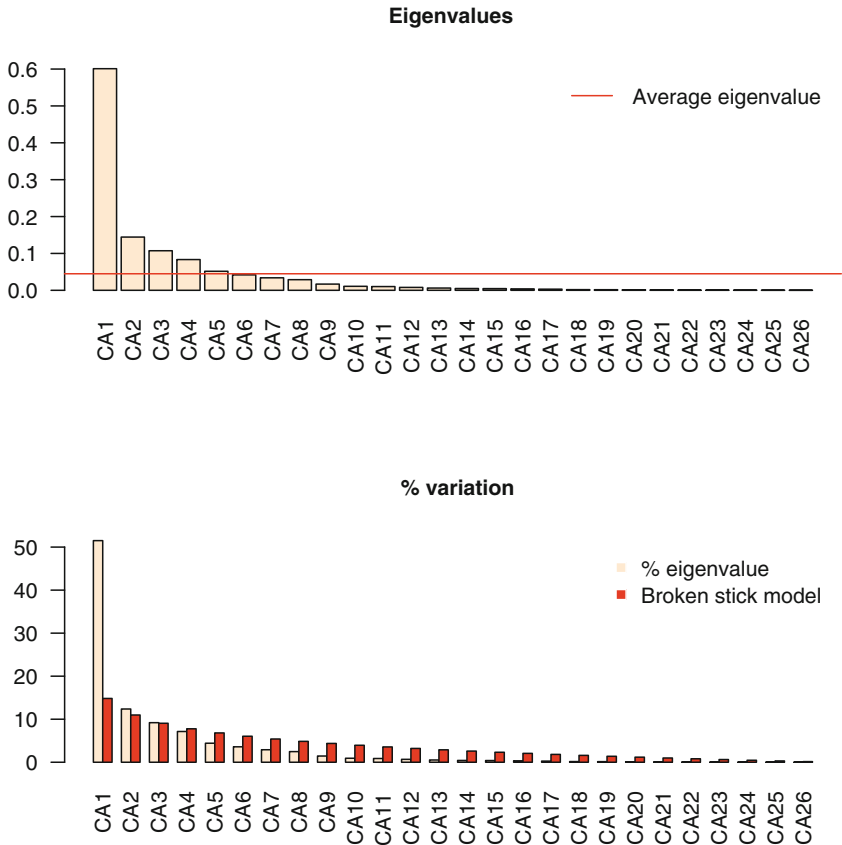 Eigenvalues
0.6
0.5
0.4
0.3
0.2
0.1
0.0
Average eigenvalue
CA1 CA2 CA3 CA4 CA5 CA6 CA7 CA8 CA9 CA10 CA11 CA12 CA13 CA14 CA15 CA16 CA17 CA18 CA19 CA20 CA21 CA22 CA23 CA24 CA25 CA26
% variation
50
40
30
20
10
0
% eigenvalue
Broken stick model
CA1 CA2 CA3 CA4 CA5 CA6 CA7 CA8 CA9 CA10 CA11 CA12 CA13 CA14 CA15 CA16 CA17 CA18 CA19 CA20 CA21 CA22 CA23 CA24 CA25 CA26